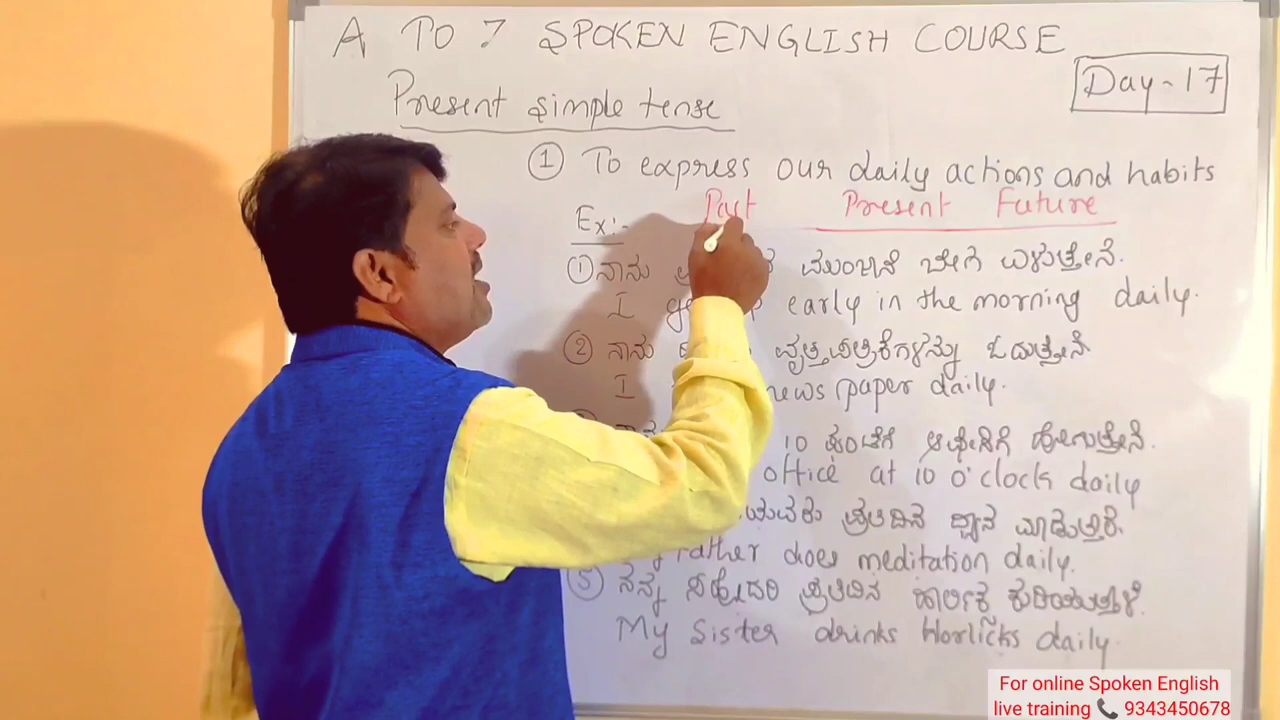 A TO Z SPOKEN ENGLISH COURSE
Day-17
Present simple tense
① To express our daily actions and habits
Past Present Future
Ex:-
① ನಾನು ಮುಂಜಾನೆ ಬೇಗ ಏಳುತ್ತೇನೆ.
I early in the morning daily.
② ನಾನು ವೃತ್ತಪತ್ರಿಕೆಗಳನ್ನು ಓದುತ್ತೇನೆ
I news paper daily.
10 ಘಂಟೆಗೆ ಆಫೀಸಿಗೆ ಹೋಗುತ್ತೇನೆ.
office at 10 o'clock daily
ಪ್ರತಿದಿನ ಧ್ಯಾನ ಮಾಡುತ್ತಾರೆ.
father does meditation daily.
5 ನನ್ನ ಸಹೋದರಿ ಪ್ರತಿದಿನ ಹಾರ್ಲಿಕ್ಸ್ ಕುಡಿಯುತ್ತಾಳೆ.
My Sister drinks Horlicks daily.
For online Spoken English
live training 📞 9343450678